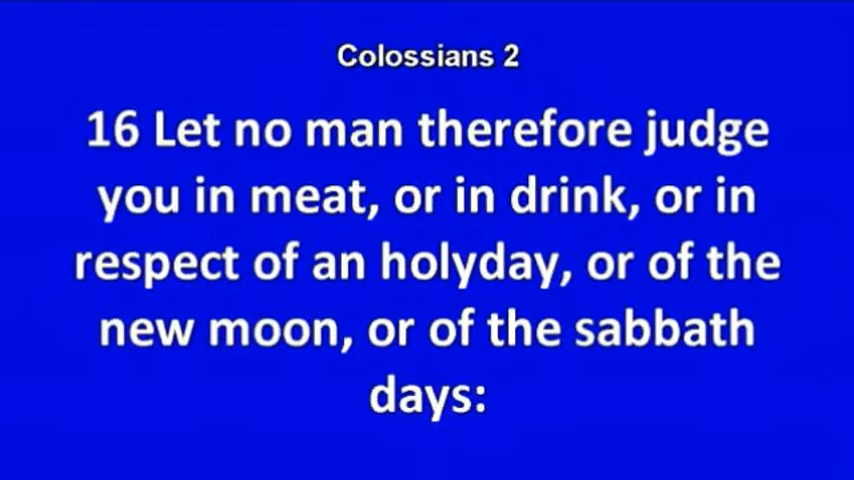 Colossians 2
16 Let no man therefore judge
you in meat, or in drink, or in
respect of an holyday, or of the
new moon, or of the sabbath
days: